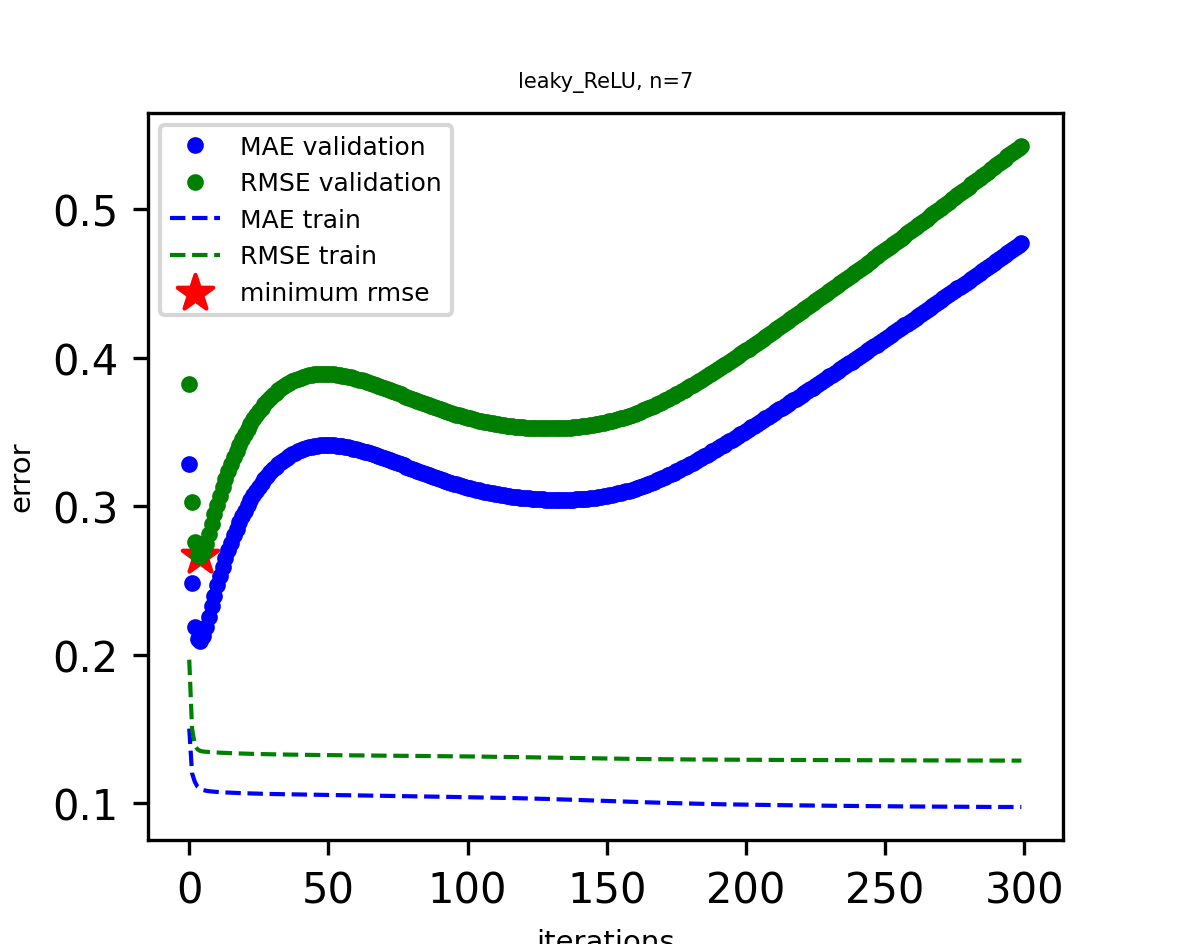 leaky_ReLU, n=7
MAE validation
RMSE validation
MAE train
RMSE train
minimum rmse
error
0.5
0.4
0.3
0.2
0.1
0 50 100 150 200 250 300
iterations